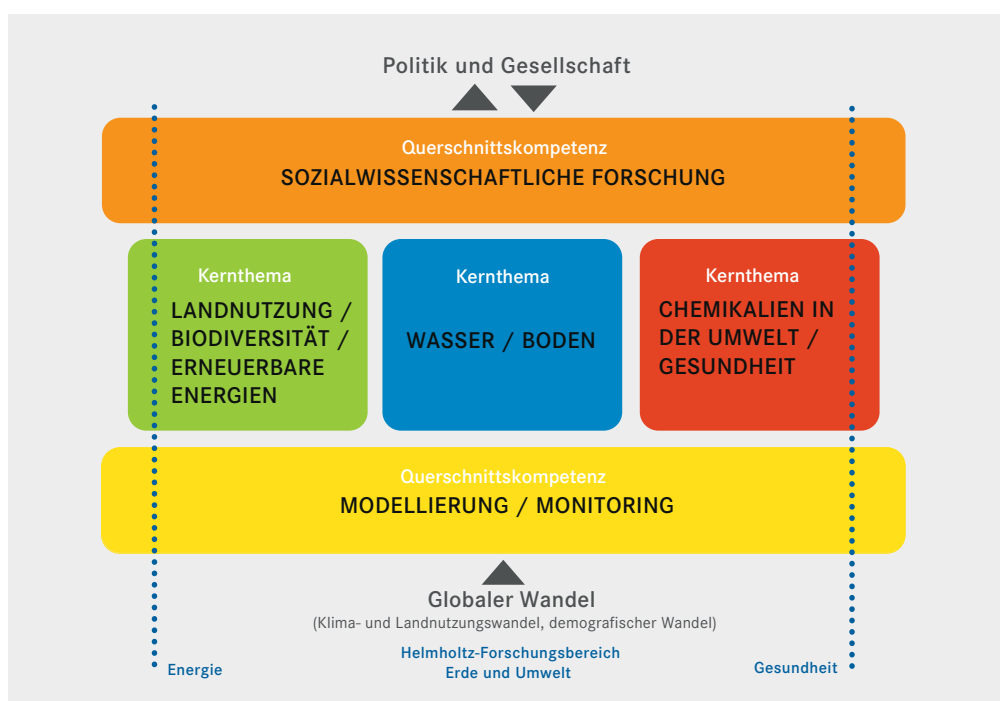 Politik und Gesellschaft
Querschnittskompetenz
SOZIALWISSENSCHAFTLICHE FORSCHUNG
Kernthema
LANDNUTZUNG /
BIODIVERSITÄT /
ERNEUERBARE
ENERGIEN
Kernthema
WASSER / BODEN
Kernthema
CHEMIKALIEN IN
DER UMWELT /
GESUNDHEIT
Querschnittskompetenz
MODELLIERUNG / MONITORING
Globaler Wandel
(Klima- und Landnutzungswandel, demografischer Wandel)
Energie
Helmholtz-Forschungsbereich
Erde und Umwelt
Gesundheit